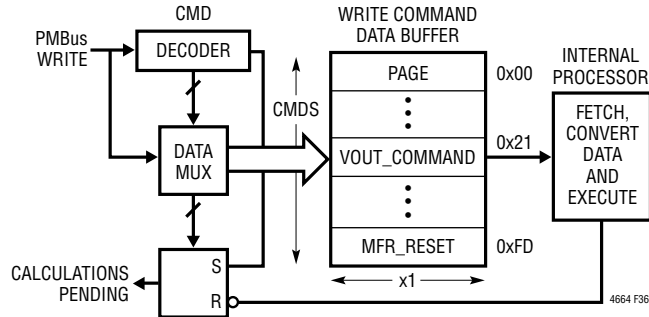 CMD
PMBus
WRITE
DECODER
DATA
MUX
CMDS
S
R
CALCULATIONS
PENDING
WRITE COMMAND
DATA BUFFER
PAGE
0x00
VOUT_COMMAND
0x21
MFR_RESET
0xFD
x1
INTERNAL
PROCESSOR
FETCH,
CONVERT
DATA
AND
EXECUTE
4664 F36